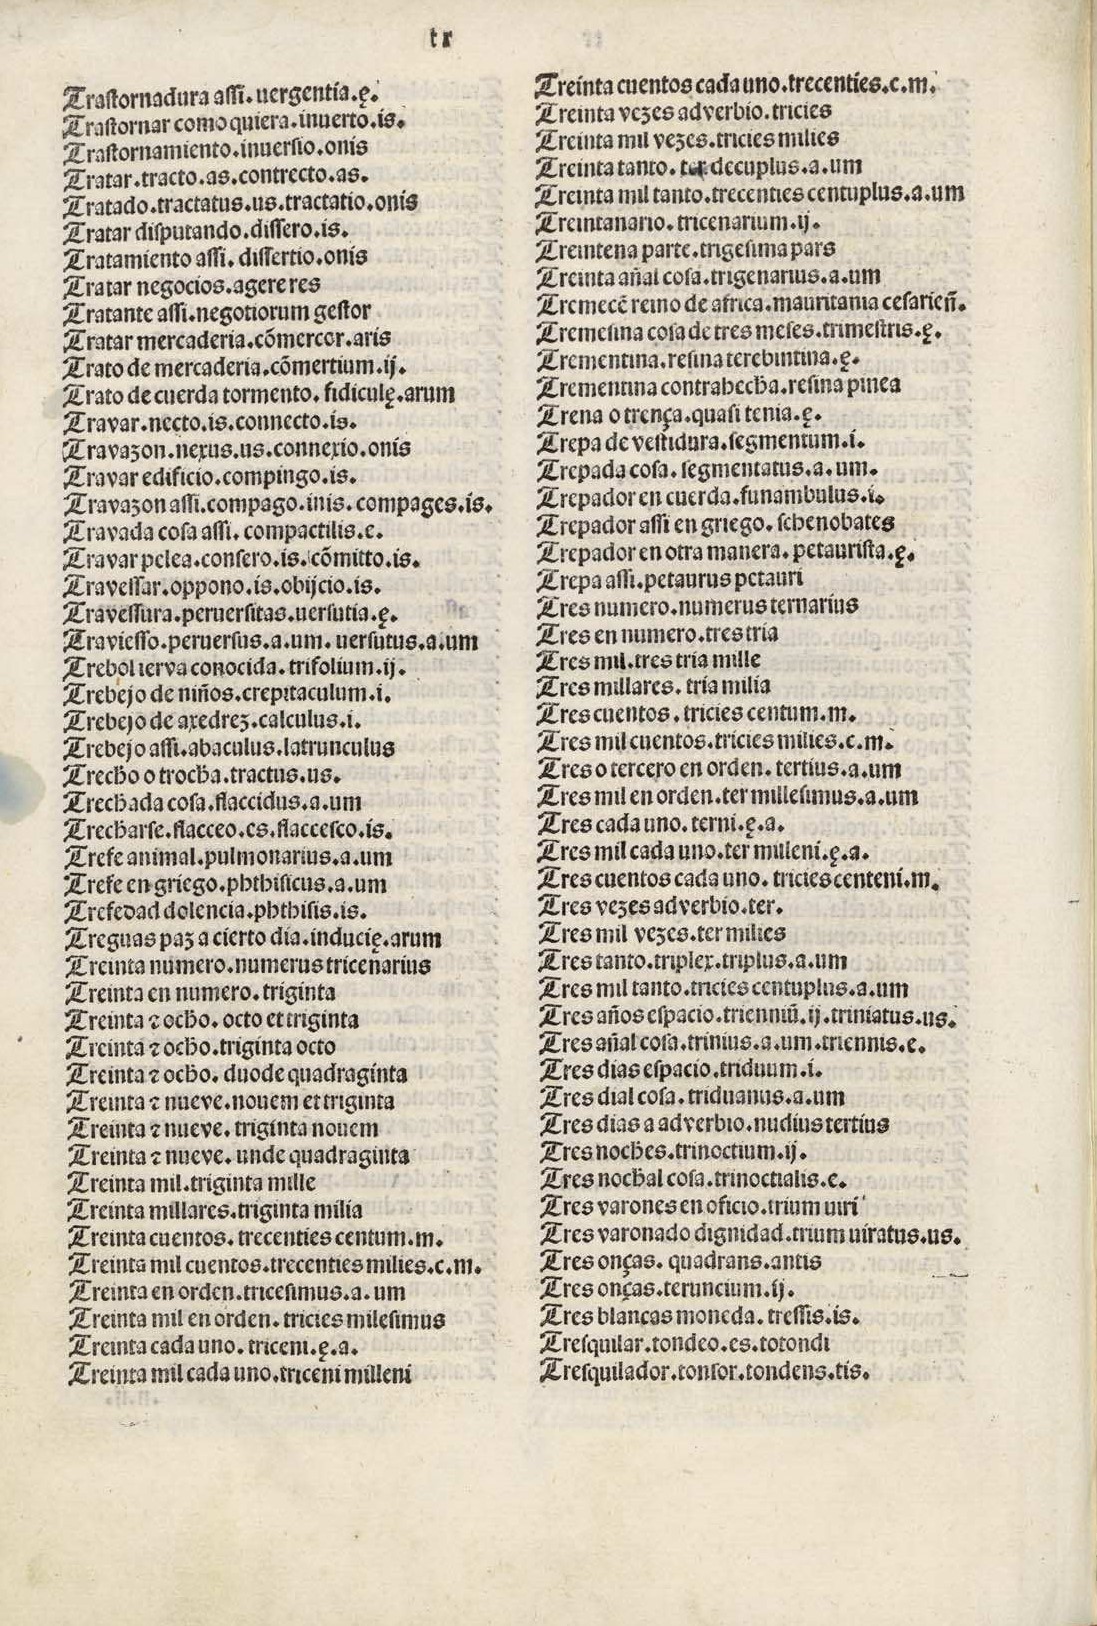 tr
Trastornadura assi. uergentia.ę.
Trastornar como quiera.inuerto.is.
Trastornamiento.inuersio.onis
Tratar.tracto.as.contrecto.as.
Tratado.tractatus.us.tractatio.onis
Tratar disputando.dissero.is.
Tratamiento assi.dissertio.onis
Tratar negocios.agere res
Tratante assi.negotiorum gestor
Tratar mercaderia.cõmercor.aris
Trato de mercaderia.cõmertium.ij.
Trato de cuerda tormento. fidiculę.arum
Travar.necto.is.connecto.is.
Travazon.nexus.us.connexio.onis
Travar edificio.compingo.is.
Travazon assi.compago.inis.compages.is.
Travada cosa assi.compactilis.e.
Travar pelea.consero.is.cõmitto.is.
Travessar.oppono.is.obijcio.is.
Travessura.peruersitas.uersutia.ę.
Traviesso.peruersus.a.um.uersutus.a.um
Trebol ierva conocida.trifolium.ij.
Trebejo de niños.crepitaculum.i.
Trebejo de axedrez.calculus.i.
Trebejo assi.abaculus.latrunculus
Trecho o trocha.tractus.us.
Trechada cosa.flaccidus.a.um
Trecharse.flacceo.es.flaccesco.is.
Trefe animal.pulmonarius.a.um
Trefe en griego.phthisicus.a.um
Trefedad dolencia.phthisis.is.
Treguas paz a cierto dia.inducię.arum
Treinta numero.numerus tricenarius
Treinta en numero.triginta
Treinta ⁊ ocho. octo et triginta
Treinta ⁊ ocho.triginta octo
Treinta ⁊ ocho. duode quadraginta
Treinta ⁊ nueve.nouem et triginta
Treinta ⁊ nueve. triginta nouem
Treinta ⁊ nueve. unde quadraginta
Treinta mil.triginta mille
Treinta millares.triginta milia
Treinta cuentos. trecenties centum.m.
Treinta mil cuentos.trecenties milies.c.m.
Treinta en orden.tricesimus.a.um
Treinta mil en orden.tricies milesimus
Treinta cada uno. triceni.ę.a.
Treinta mil cada uno.triceni milleni
Treinta cuentos cada uno.trecenties.c.m.
Treinta vezes adverbio.tricies
Treinta mil vezes.tricies milies
Treinta tanto. decuplus.a.um
Treinta mil tanto.trecenties centuplus.a.um
Treintanario.tricenarium.ij.
Treintena parte.trigesima pars
Treinta añal cosa.trigenarius.a.um
Tremecẽ reino de africa.mauritania cesarieñ.
Tremesina cosa de tres meses.trimestris.ę.
Trementina.resina terebintina.ę.
Trementina contrahecha.resina pinea
Trena o trença.quasi tenia.ę.
Trepa de vestidura.segmentum.i.
Trepada cosa.segmentatus.a.um.
Trepador en cuerda.funambulus.i.
Trepador assi en griego. schenobates
Trepador en otra manera.petaurista.ę.
Trepa assi.petaurus petauri
Tres numero.numerus ternarius
Tres en numero.tres tria
Tres mil.tres tria mille
Tres millares. tria milia
Tres cuentos. tricies centum.m.
Tres mil cuentos.tricies milies.c.m.
Tres o tercero en orden. tertius.a.um
Tres mil en orden.ter millesimus.a.um
Tres cada uno. terni.ę.a.
Tres mil cada uno.ter milleni.ę.a.
Tres cuentos cada uno. tricies centeni.m.
Tres vezes adverbio.ter.
Tres mil vezes.ter milies
Tres tanto.triplex.triplus.a.um
Tres mil tanto.tricies centuplus.a.um
Tres años espacio.trienniũ.ij.triniatus.us.
Tres añal cosa.trinius.a.um.triennis.e.
Tres dias espacio.triduum.i.
Tres dial cosa.triduanus.a.um
Tres dias a adverbio.nudius tertius
Tres noches.trinoctium.ij.
Tres nochal cosa.trinoctialis.e.
Tres varones en oficio.trium uiri
Tres varonado dignidad.trium uiratus.us.
Tres onças. quadrans.antis
Tres onças.teruncium.ij.
Tres blancas moneda. tressis.is.
Tresquilar.tondeo.es.totondi
Tresquilador.tonsor.tondens.tis.